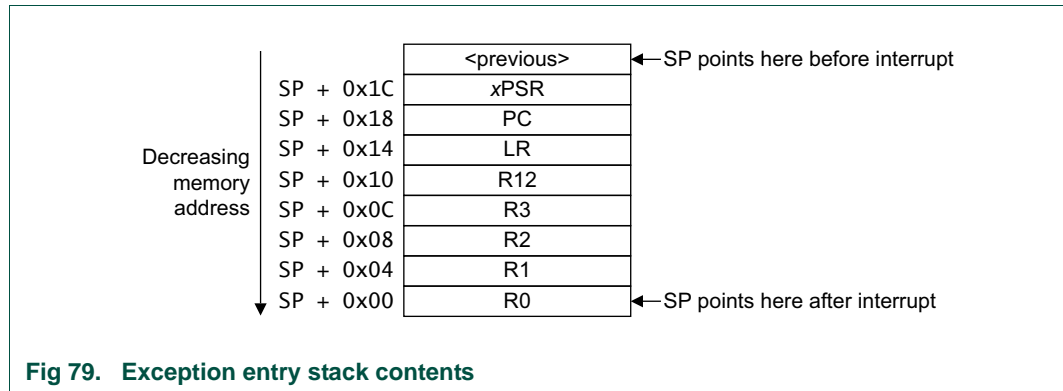 <previous>
SP points here before interrupt
SP + 0x1C xPSR
SP + 0x18 PC
SP + 0x14 LR
Decreasing
memory
address
SP + 0x10 R12
SP + 0x0C R3
SP + 0x08 R2
SP + 0x04 R1
SP + 0x00 R0
SP points here after interrupt
Fig 79. Exception entry stack contents